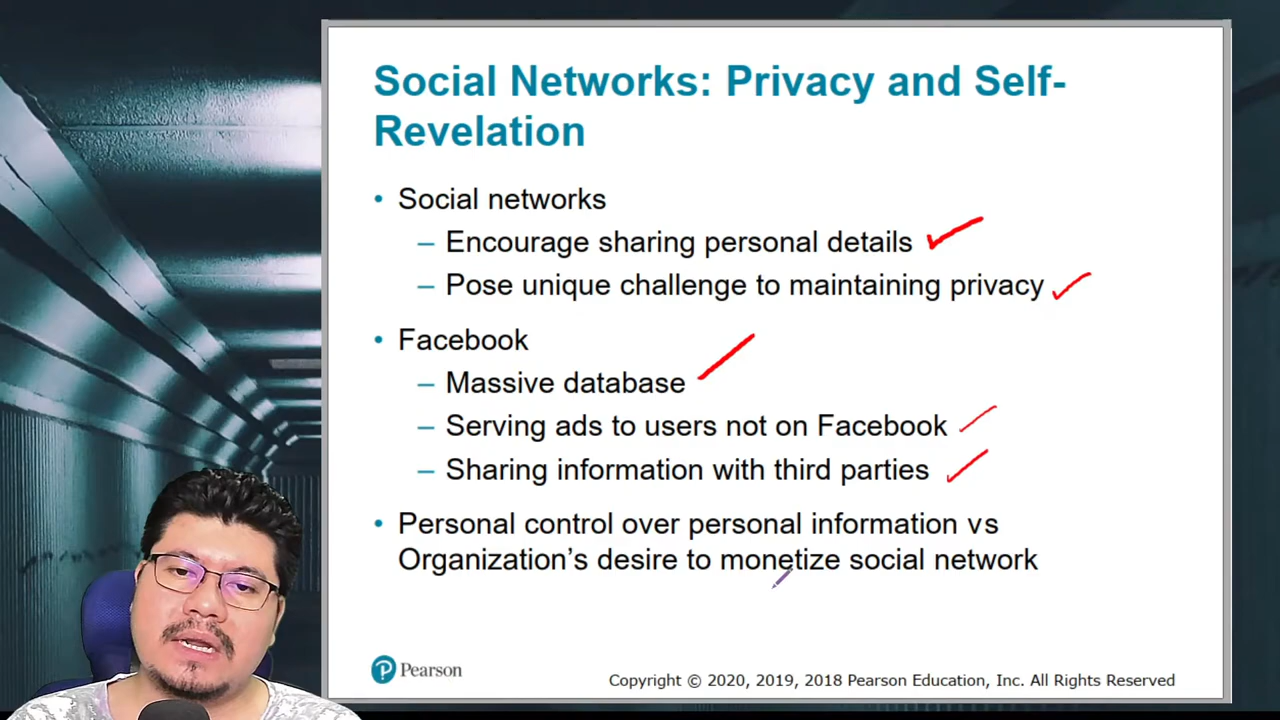 Social Networks: Privacy and Self-
Revelation
• Social networks
– Encourage sharing personal details
– Pose unique challenge to maintaining privacy
• Facebook
– Massive database
– Serving ads to users not on Facebook
– Sharing information with third parties
• Personal control over personal information vs
Organization's desire to monetize social network
Pearson
Copyright © 2020, 2019, 2018 Pearson Education, Inc. All Rights Reserved